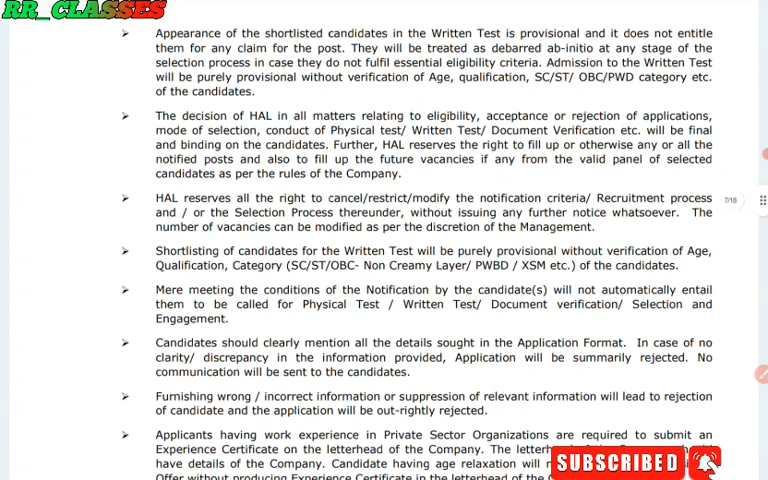 RR_CLASSES
➢ Appearance of the shortlisted candidates in the Written Test is provisional and it does not entitle
them for any claim for the post. They will be treated as debarred ab-initio at any stage of the
selection process in case they do not fulfil essential eligibility criteria. Admission to the Written Test
will be purely provisional without verification of Age, qualification, SC/ST/ OBC/PWD category etc.
of the candidates.
➢ The decision of HAL in all matters relating to eligibility, acceptance or rejection of applications,
mode of selection, conduct of Physical test/ Written Test/ Document Verification etc. will be final
and binding on the candidates. Further, HAL reserves the right to fill up or otherwise any or all the
notified posts and also to fill up the future vacancies if any from the valid panel of selected
candidates as per the rules of the Company.
➢ HAL reserves all the right to cancel/restrict/modify the notification criteria/ Recruitment process
and / or the Selection Process thereunder, without issuing any further notice whatsoever. The
number of vacancies can be modified as per the discretion of the Management.
7/18
➢ Shortlisting of candidates for the Written Test will be purely provisional without verification of Age,
Qualification, Category (SC/ST/OBC- Non Creamy Layer/ PWBD / XSM etc.) of the candidates.
➢ Mere meeting the conditions of the Notification by the candidate(s) will not automatically entail
them to be called for Physical Test / Written Test/ Document verification/ Selection and
Engagement.
➢ Candidates should clearly mention all the details sought in the Application Format. In case of no
clarity/ discrepancy in the information provided, Application will be summarily rejected. No
communication will be sent to the candidates.
➢ Furnishing wrong / incorrect information or suppression of relevant information will lead to rejection
of candidate and the application will be out-rightly rejected.
➢ Applicants having work experience in Private Sector Organizations are required to submit an
Experience Certificate on the letterhead of the Company. The
have details of the Company. Candidate having age relaxation will
Offer without producing Experience Certificate in the letterhead of the
SUBSCRIBED